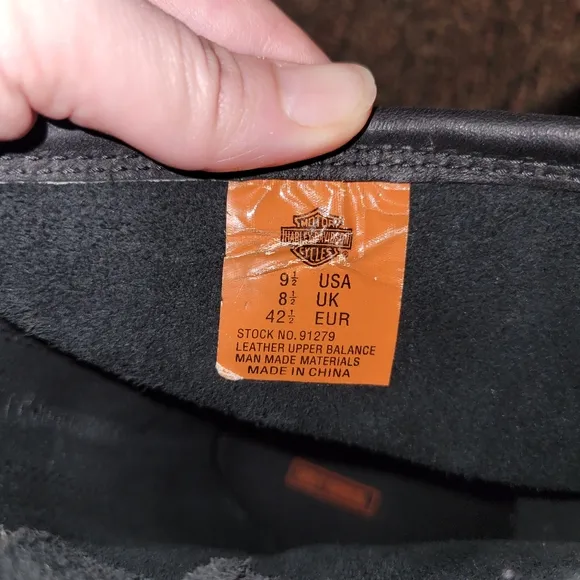 MOTOR
HARLEY-DAVIDSON
CYCLES
9½ USA
8½ UK
42½ EUR
STOCK NO. 91279
LEATHER UPPER BALANCE
MAN MADE MATERIALS
MADE IN CHINA